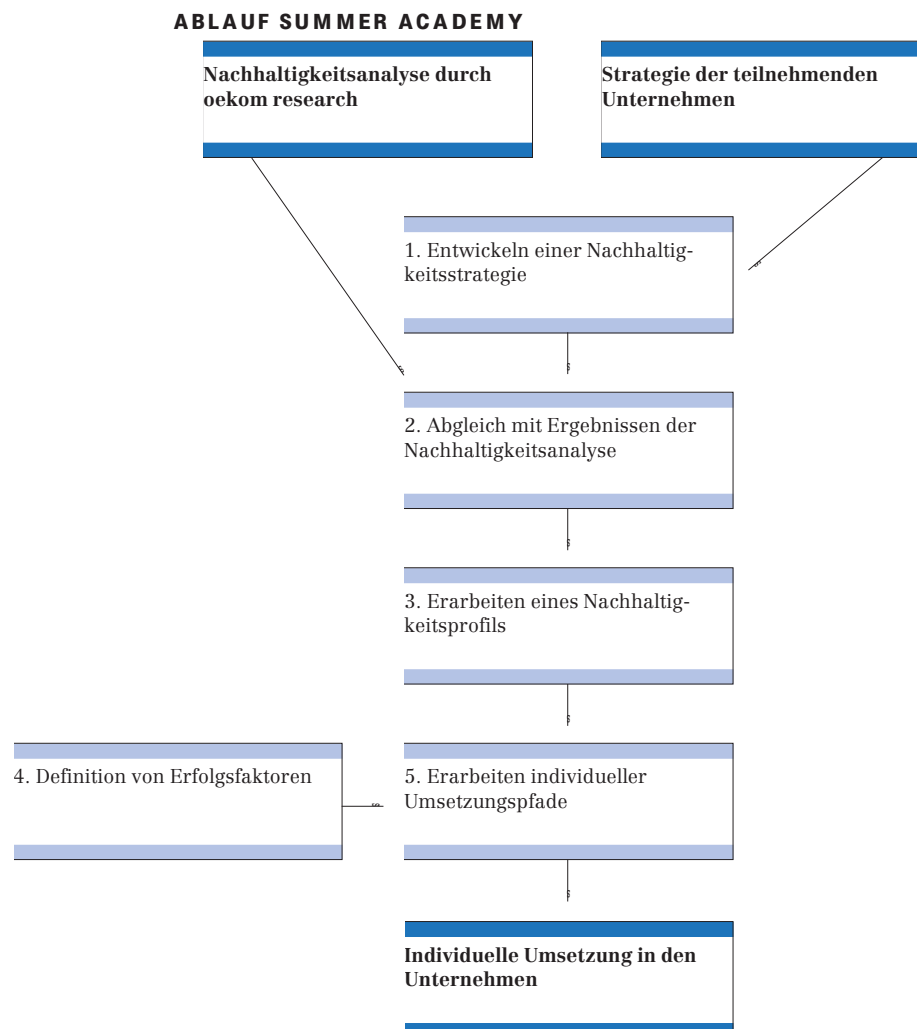 ABLAUF SUMMER ACADEMY
Nachhaltigkeitsanalyse durch
oekom research
Strategie der teilnehmenden
Unternehmen
1. Entwickeln einer Nachhaltig-
keitsstrategie
2. Abgleich mit Ergebnissen der
Nachhaltigkeitsanalyse
3. Erarbeiten eines Nachhaltig-
keitsprofils
4. Definition von Erfolgsfaktoren
5. Erarbeiten individueller
Umsetzungspfade
Individuelle Umsetzung in den
Unternehmen